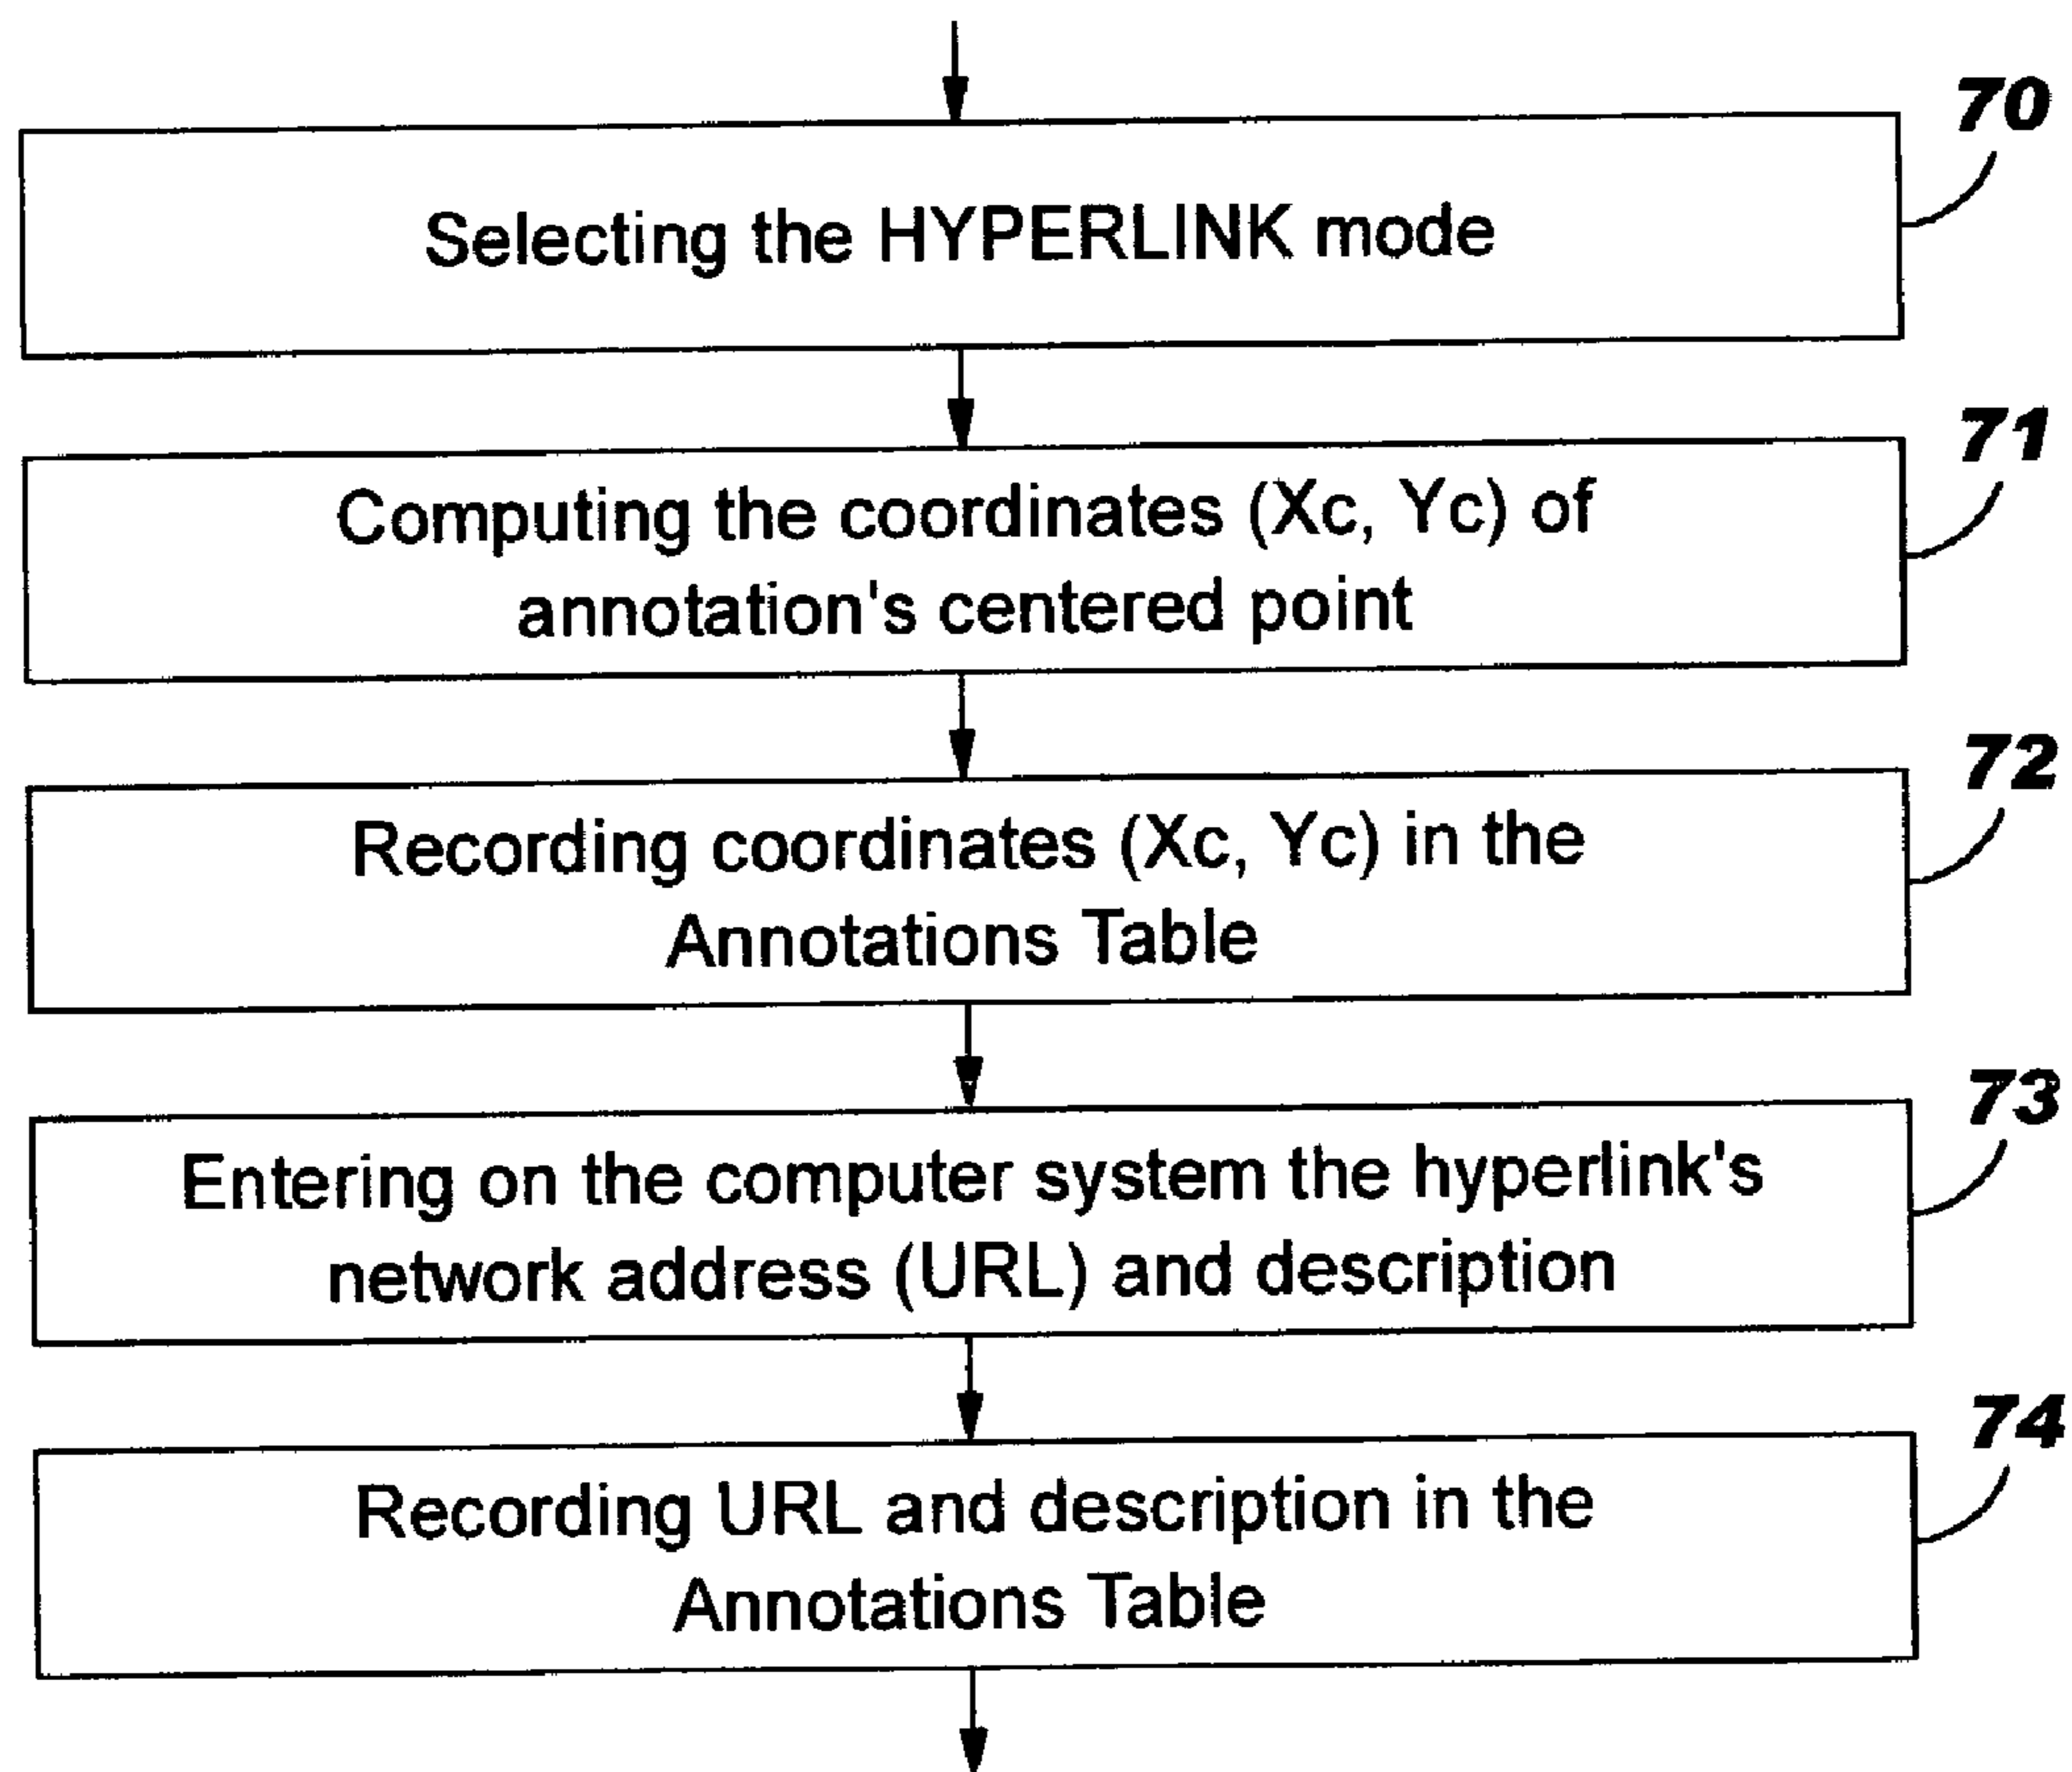 70
Selecting the HYPERLINK mode
71
Computing the coordinates (Xc, Yc) of
annotation's centered point
72
Recording coordinates (Xc, Yc) in the
Annotations Table
73
Entering on the computer system the hyperlink's
network address (URL) and description
74
Recording URL and description in the
Annotations Table